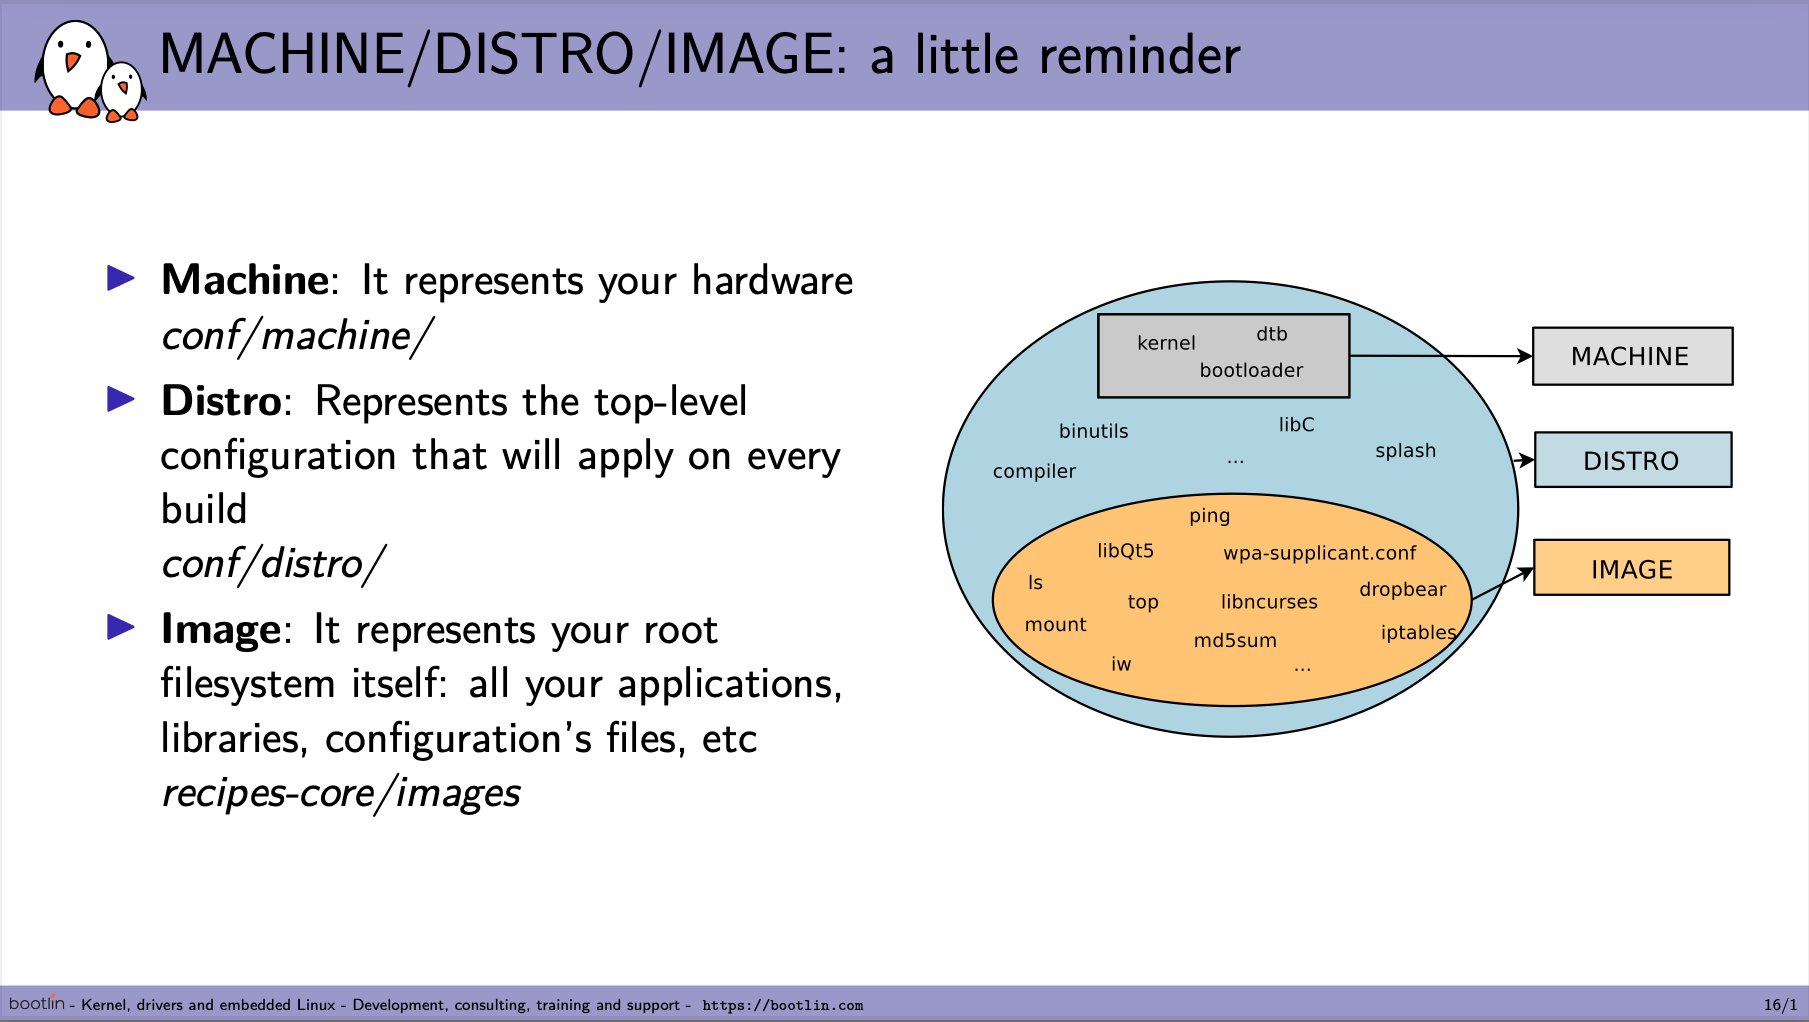 MACHINE/DISTRO/IMAGE: a little reminder
▶ Machine: It represents your hardware
conf/machine/
▶ Distro: Represents the top-level
configuration that will apply on every
build
conf/distro/
▶ Image: It represents your root
filesystem itself: all your applications,
libraries, configuration's files, etc
recipes-core/images
kernel
dtb
bootloader
MACHINE
binutils
libC
splash
compiler
...
DISTRO
ping
libQt5
wpa-supplicant.conf
ls
dropbear
top
libncurses
mount
md5sum
iptables
iw
...
IMAGE
bootlin - Kernel, drivers and embedded Linux - Development, consulting, training and support - https://bootlin.com
16/1